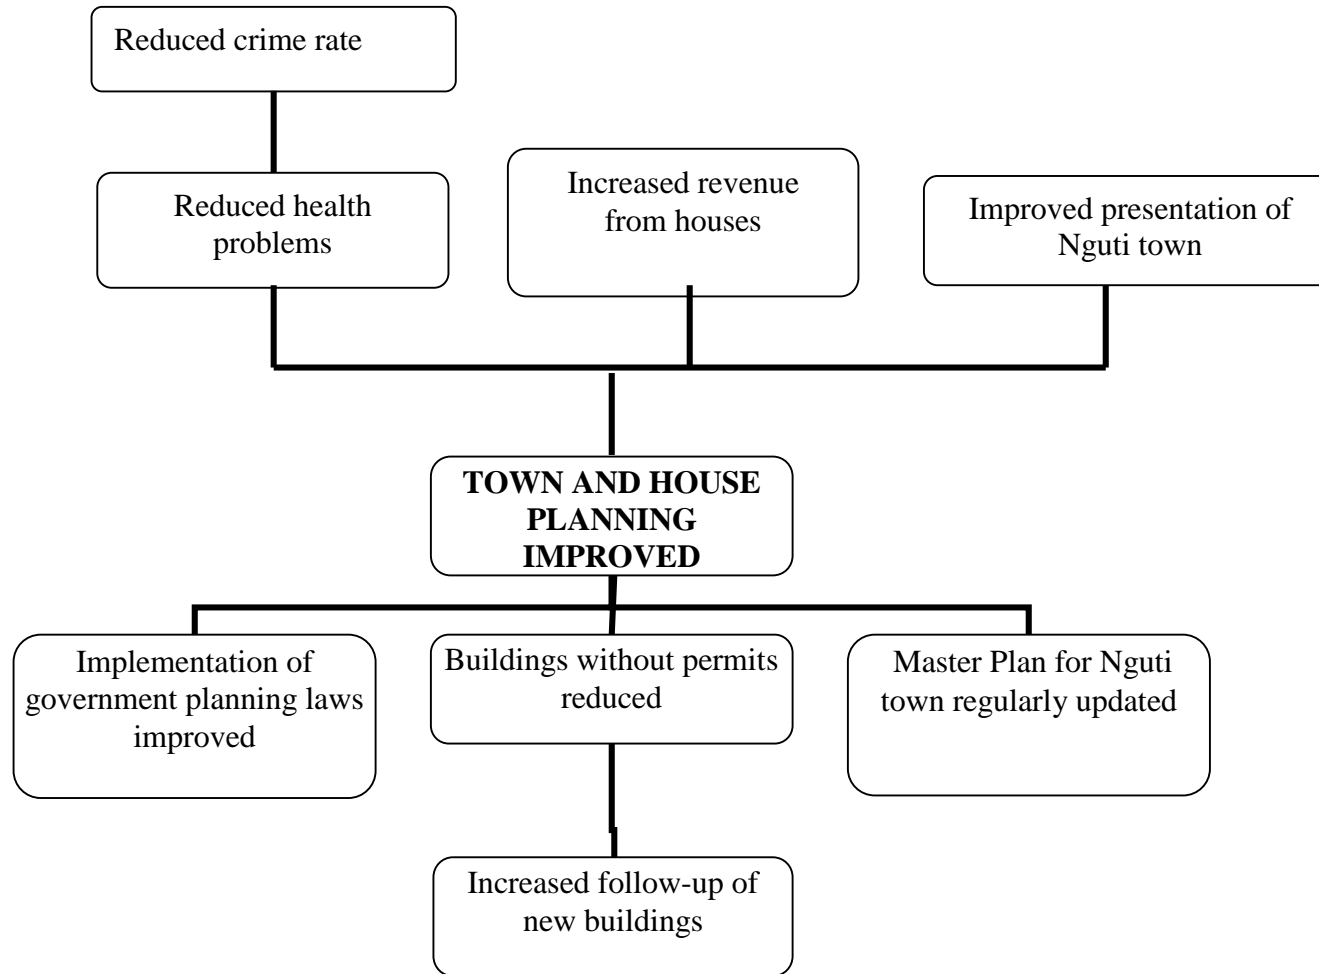 Reduced crime rate
Reduced health
problems
Increased revenue
from houses
Improved presentation of
Nguti town
TOWN AND HOUSE
PLANNING
IMPROVED
Implementation of
government planning laws
improved
Buildings without permits
reduced
Master Plan for Nguti
town regularly updated
Increased follow-up of
new buildings